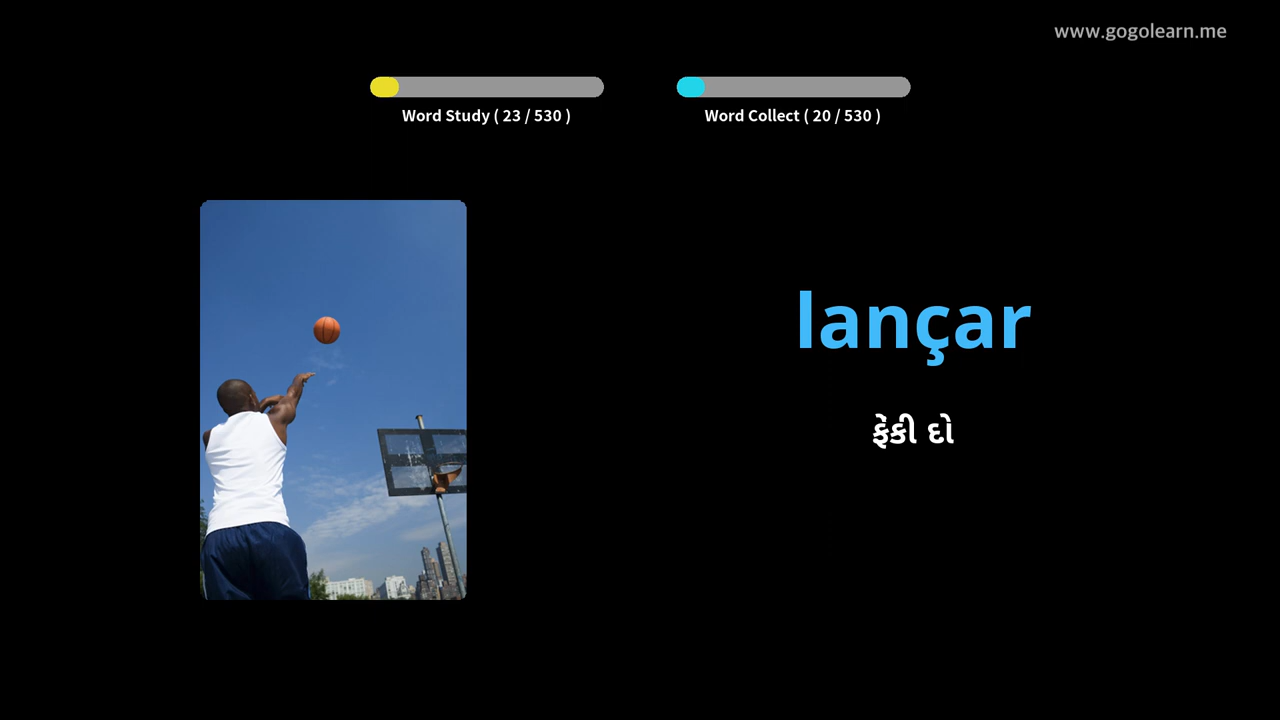 www.gogolearn.me
Word Study ( 23 / 530 )
Word Collect ( 20 / 530 )
lançar
ફેંકી દો